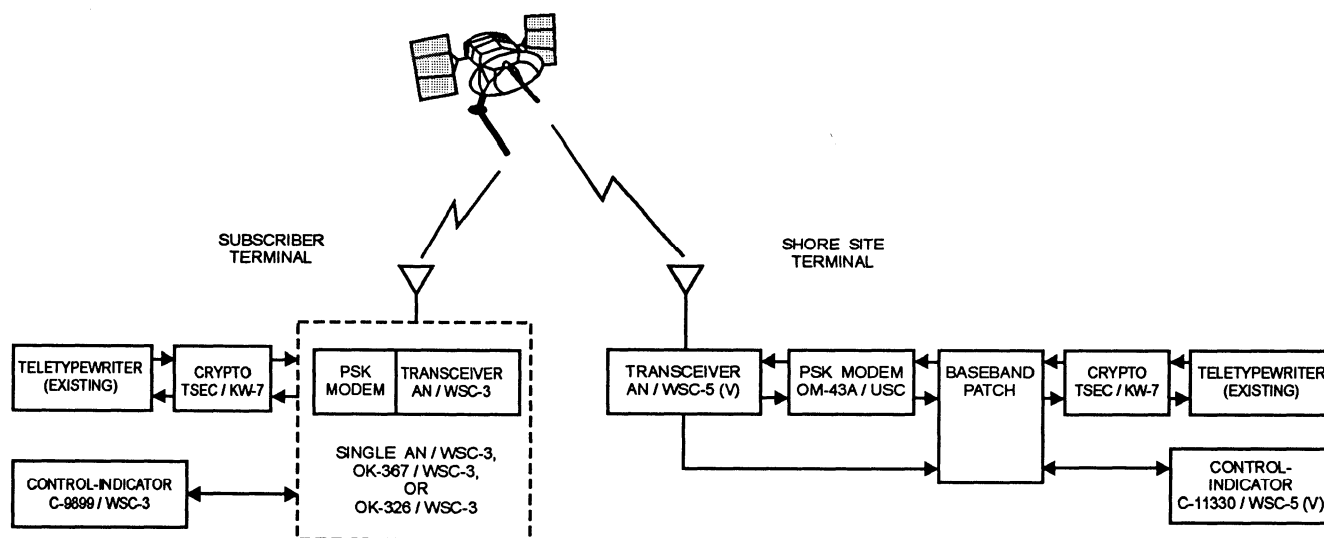 SUBSCRIBER
TERMINAL
SHORE SITE
TERMINAL
TELETYPEWRITER
(EXISTING)
CRYPTO
TSEC / KW-7
PSK
MODEM
TRANSCEIVER
AN / WSC-3
SINGLE AN / WSC-3,
OK-367 / WSC-3,
OR
OK-326 / WSC-3
CONTROL-INDICATOR
C-9899 / WSC-3
TRANSCEIVER
AN / WSC-5 (V)
PSK MODEM
OM-43A / USC
BASEBAND
PATCH
CRYPTO
TSEC / KW-7
TELETYPEWRITER
(EXISTING)
CONTROL-
INDICATOR
C-11330 / WSC-5 (V)